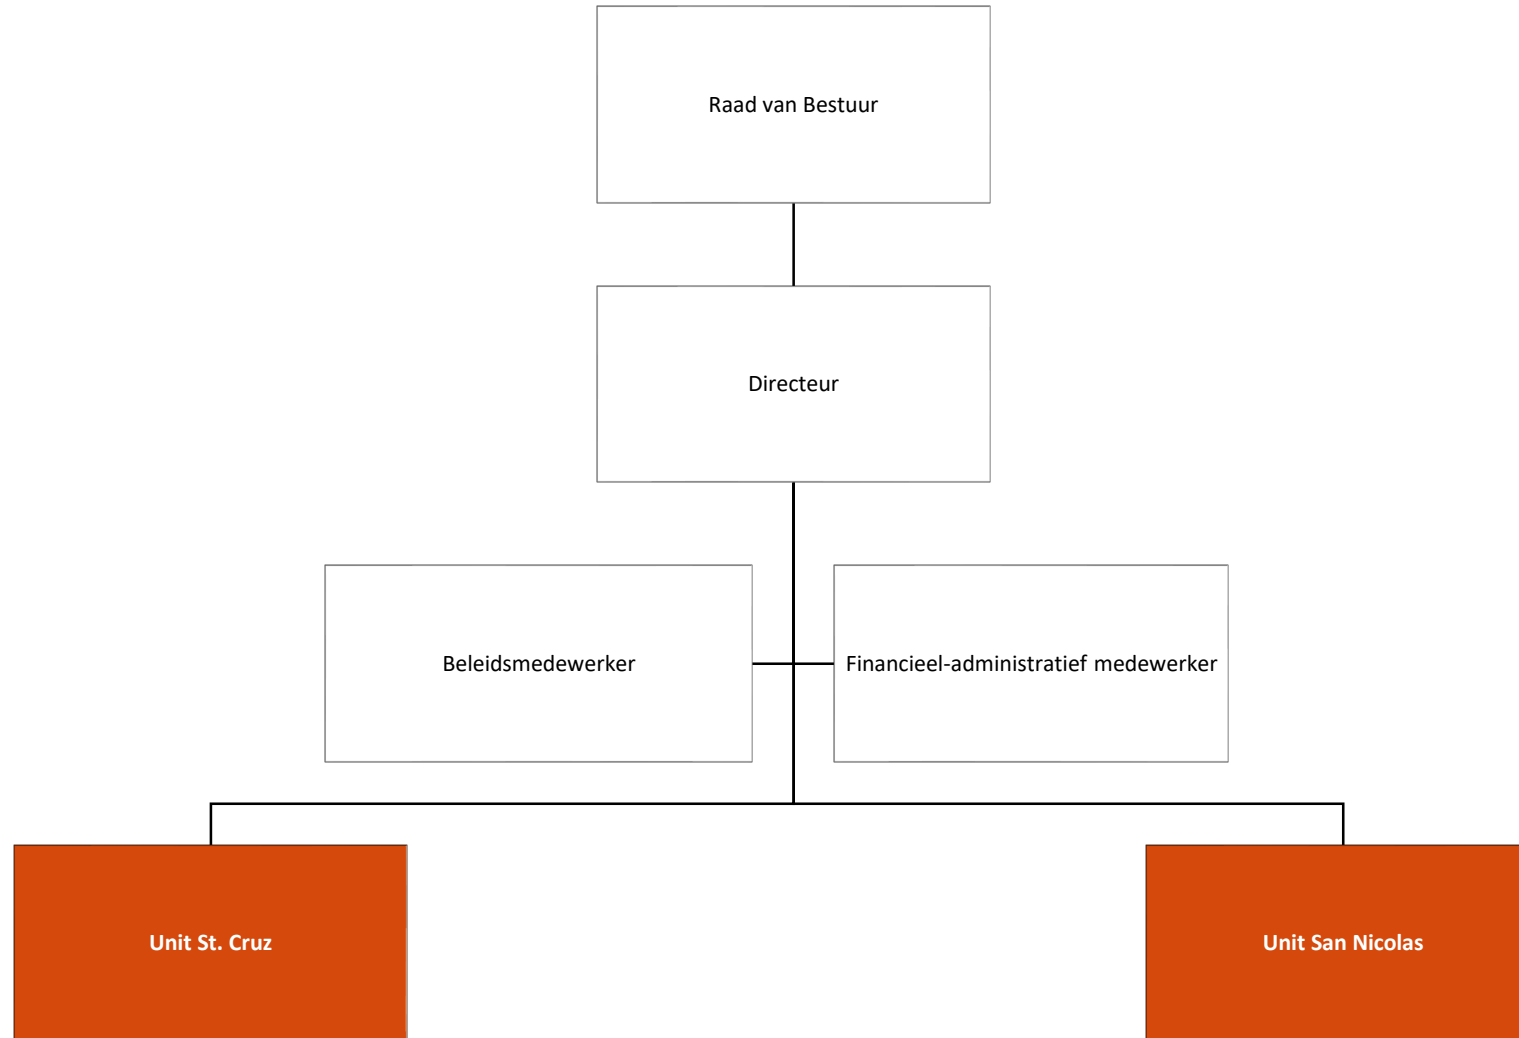 Raad van Bestuur
Directeur
Beleidsmedewerker
Financieel-administratief medewerker
Unit St. Cruz
Unit San Nicolas